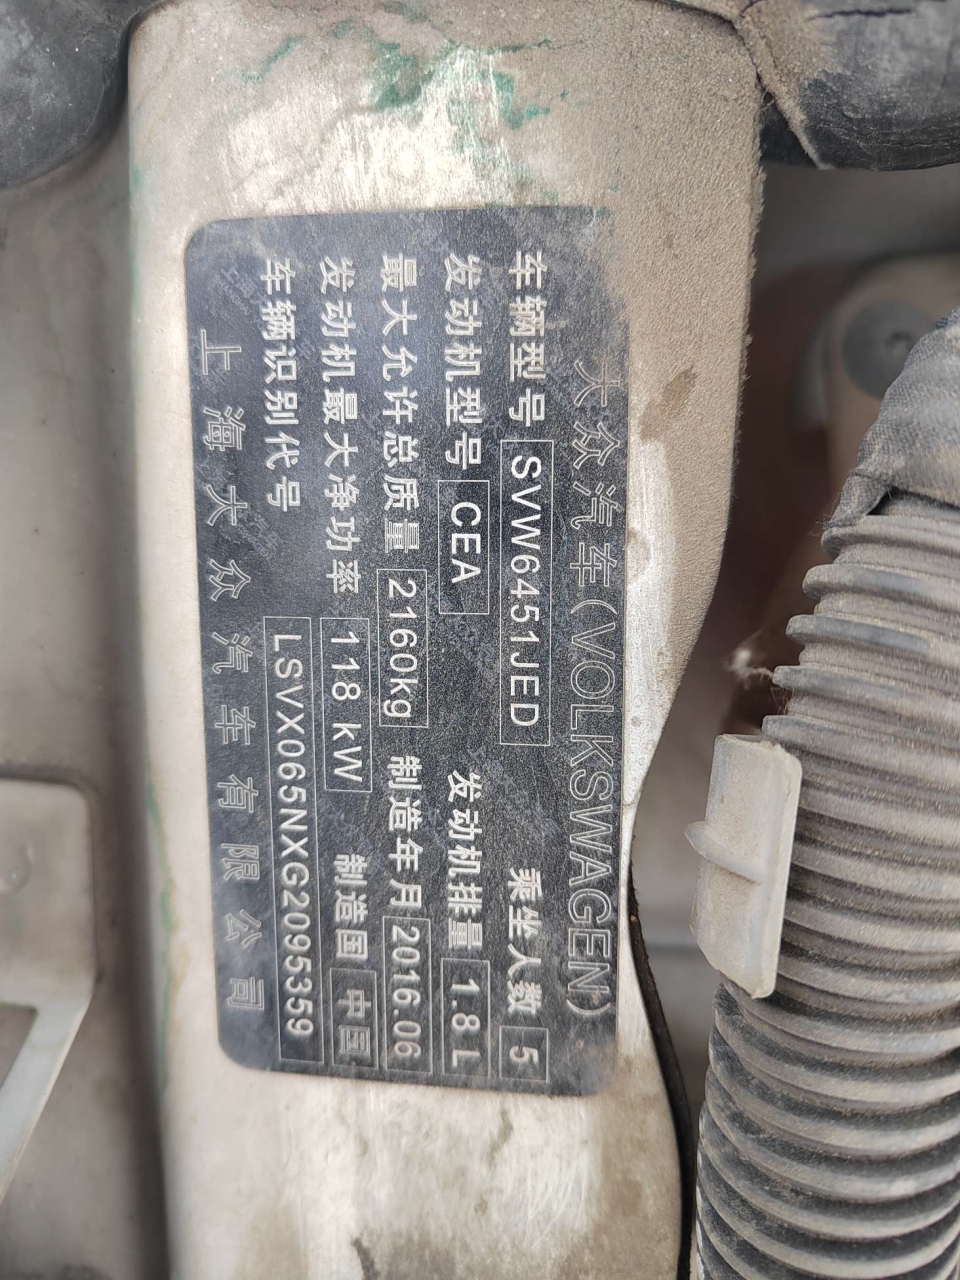 大众汽车(VOLKSWAGEN)
车辆型号 SVW6451JED 乘坐人数 5
发动机型号 CEA 发动机排量 1.8 L
最大允许总质量 2160kg 制造年月 2016.06
发动机最大净功率 118 kW 制造国 中国
车辆识别代号 LSVX065NXG2095359
上海大众汽车有限公司